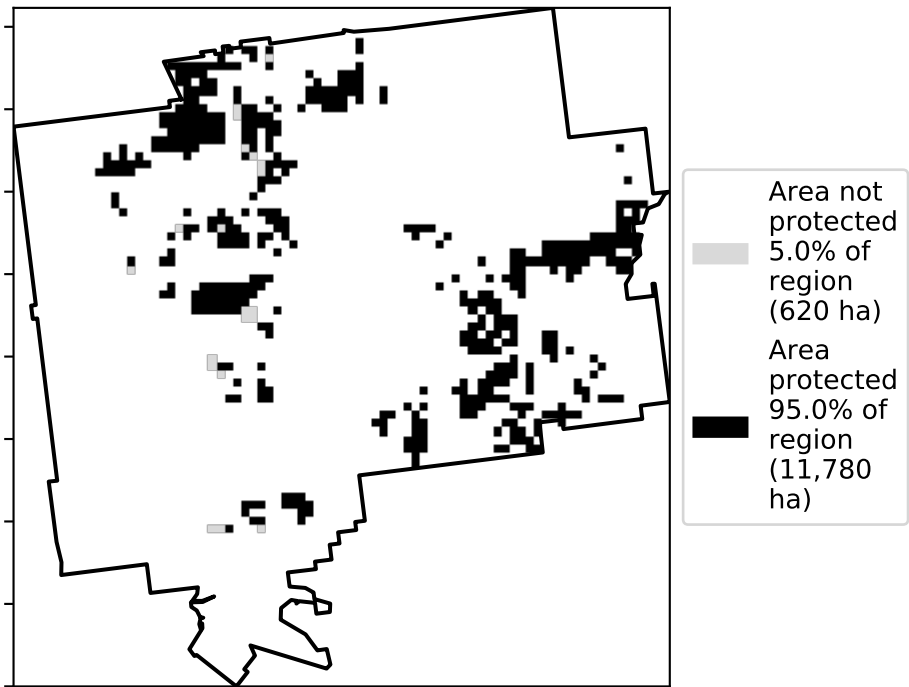 Area not
protected
5.0% of
region
(620 ha)
Area
protected
95.0% of
region
(11,780
ha)